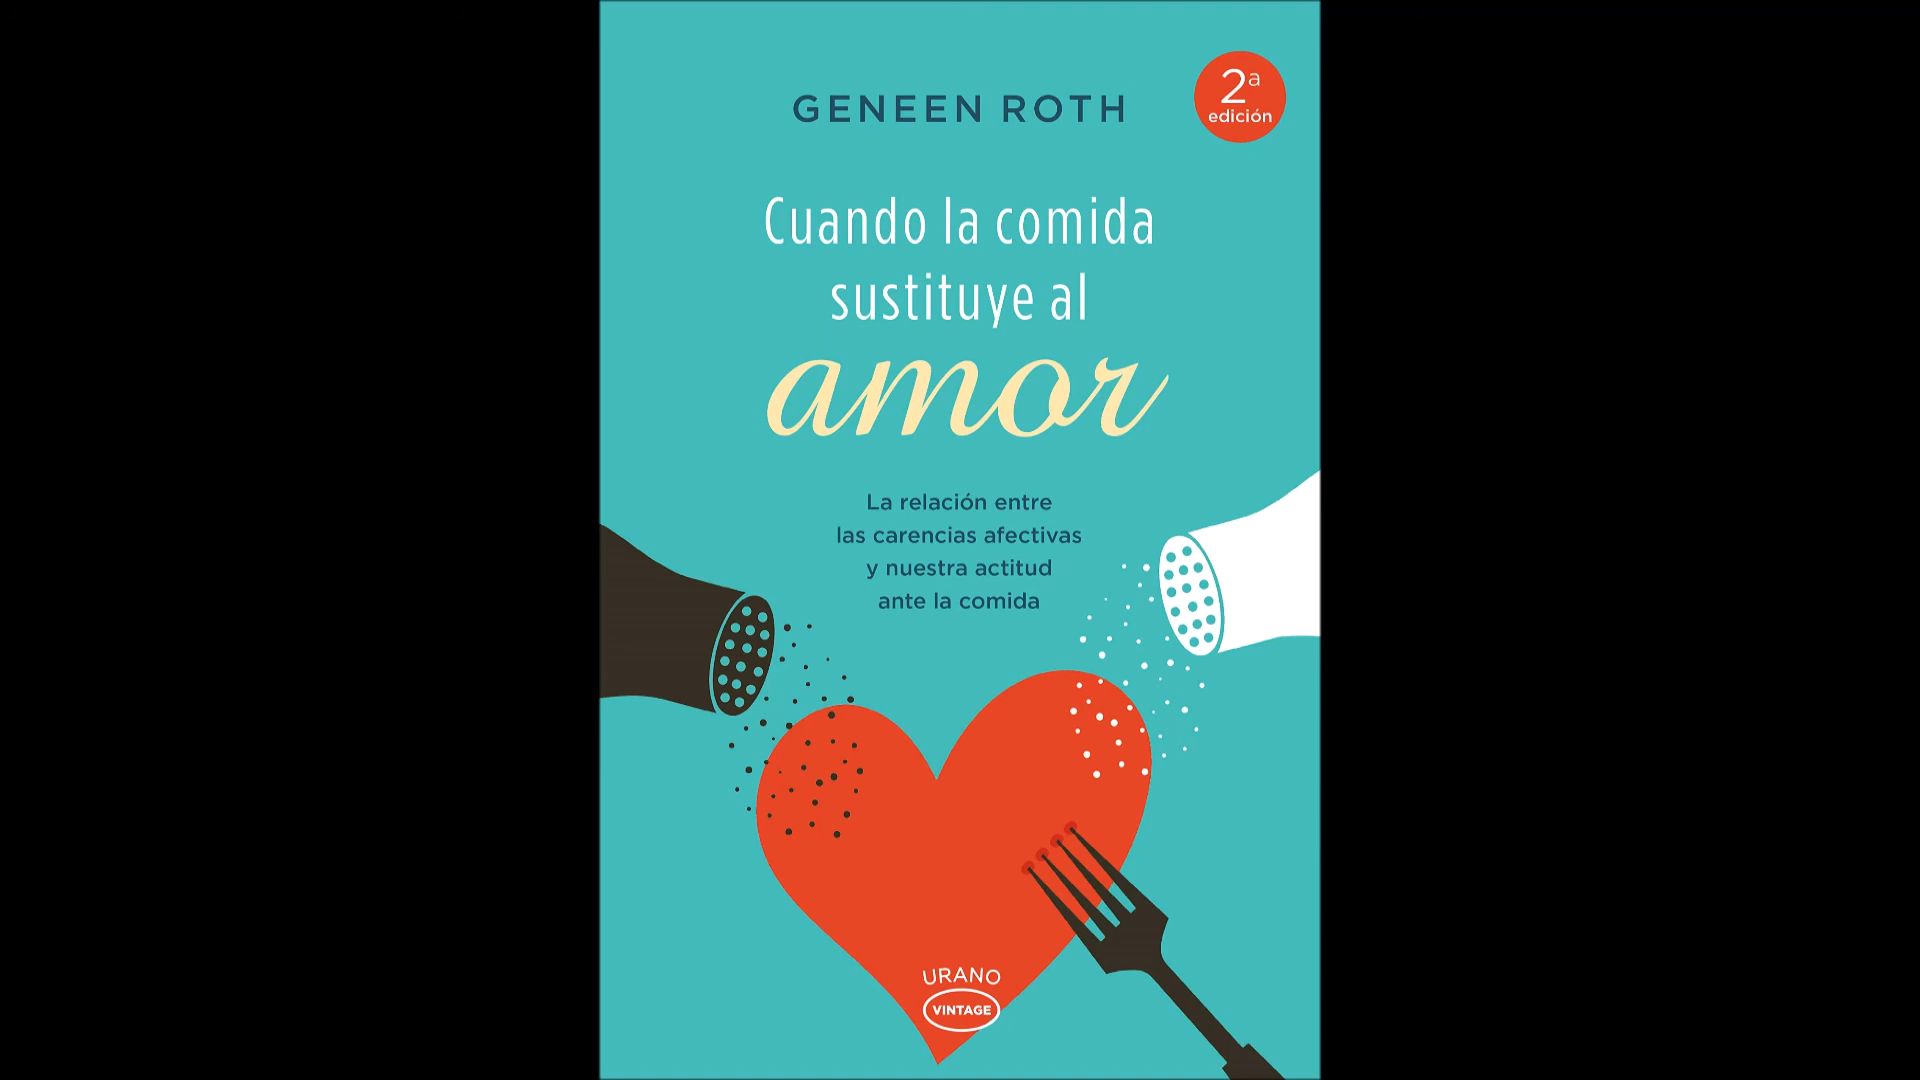 GENEEN ROTH
2ª
edición
Cuando la comida
sustituye al
amor
La relación entre
las carencias afectivas
y nuestra actitud
ante la comida
URANO
VINTAGE